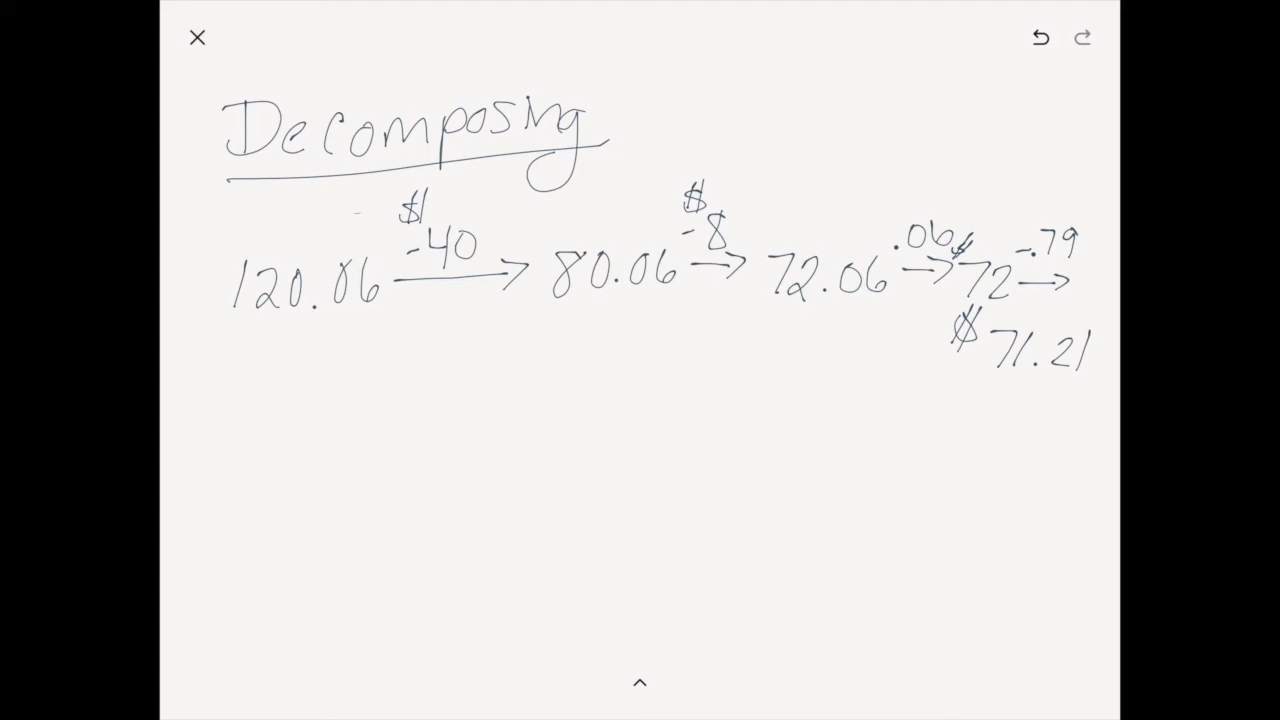 Decomposing
$ $
-40 -8 .06 -.79
120.06 → 80.06 → 72.06 → $72 →
$71.21